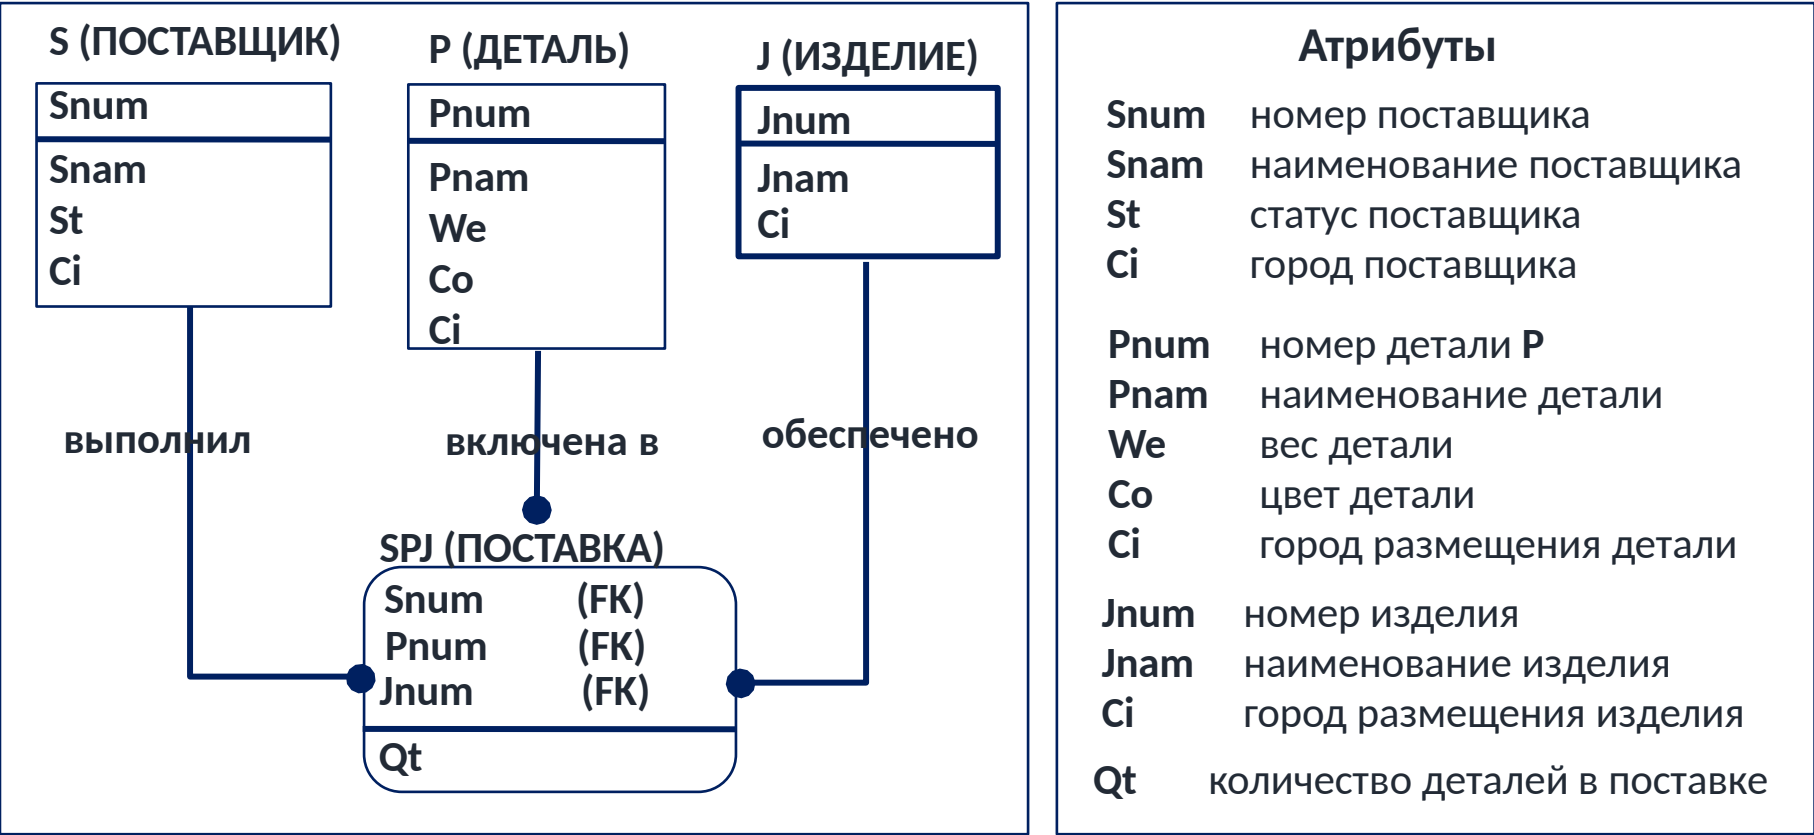 S (ПОСТАВЩИК)
Snum
Snam
St
Ci
P (ДЕТАЛЬ)
Pnum
Pnam
We
Co
Ci
J (ИЗДЕЛИЕ)
Jnum
Jnam
Ci
выполнил
включена в
обеспечено
SPJ (ПОСТАВКА)
Snum (FK)
Pnum (FK)
Jnum (FK)
Qt
Атрибуты
Snum номер поставщика
Snam наименование поставщика
St статус поставщика
Ci город поставщика
Pnum номер детали P
Pnam наименование детали
We вес детали
Co цвет детали
Ci город размещения детали
Jnum номер изделия
Jnam наименование изделия
Ci город размещения изделия
Qt количество деталей в поставке